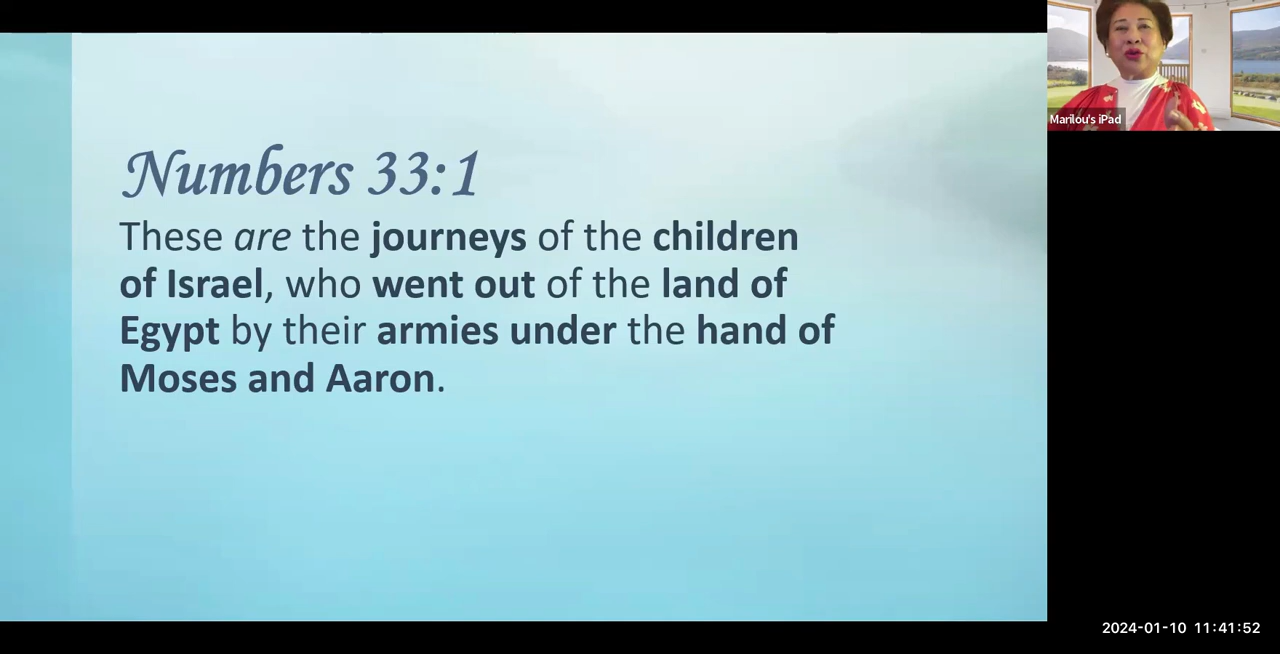 Numbers 33:1
These are the journeys of the children
of Israel, who went out of the land of
Egypt by their armies under the hand of
Moses and Aaron.
Marilou's iPad
2024-01-10 11:41:52